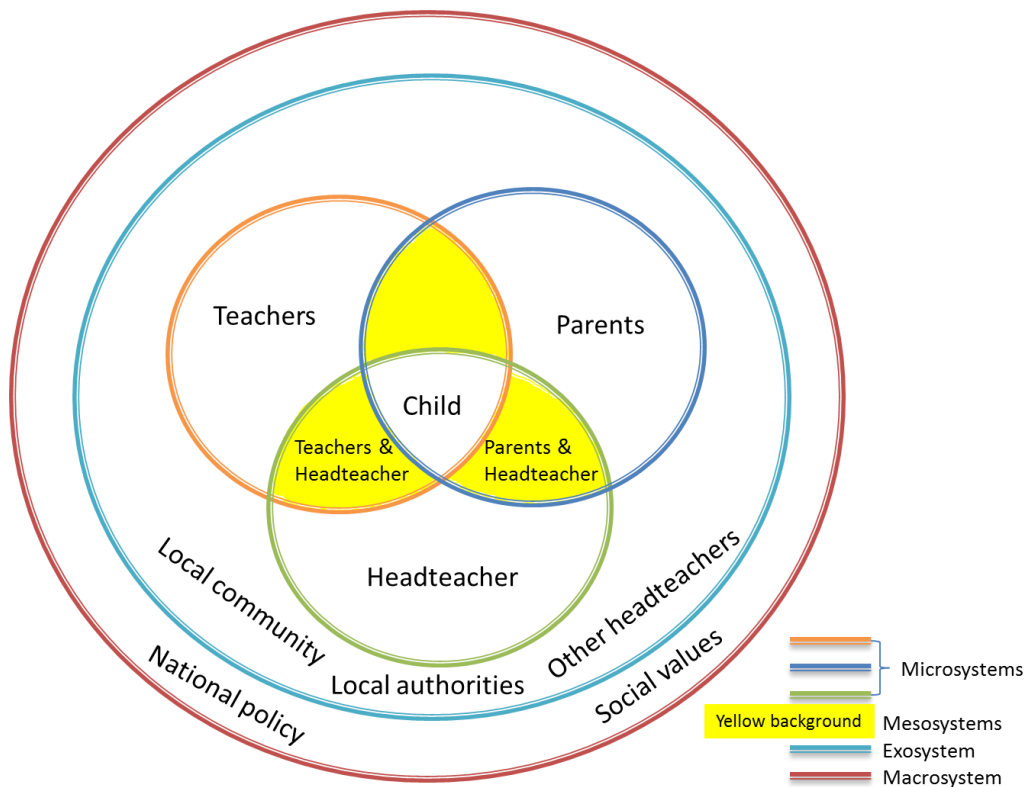 Teachers
Parents
Child
Teachers &
Headteacher
Parents &
Headteacher
Headteacher
Local community
Local authorities
Other headteachers
National policy
Social values
Microsystems
Yellow background
Mesosystems
Exosystem
Macrosystem